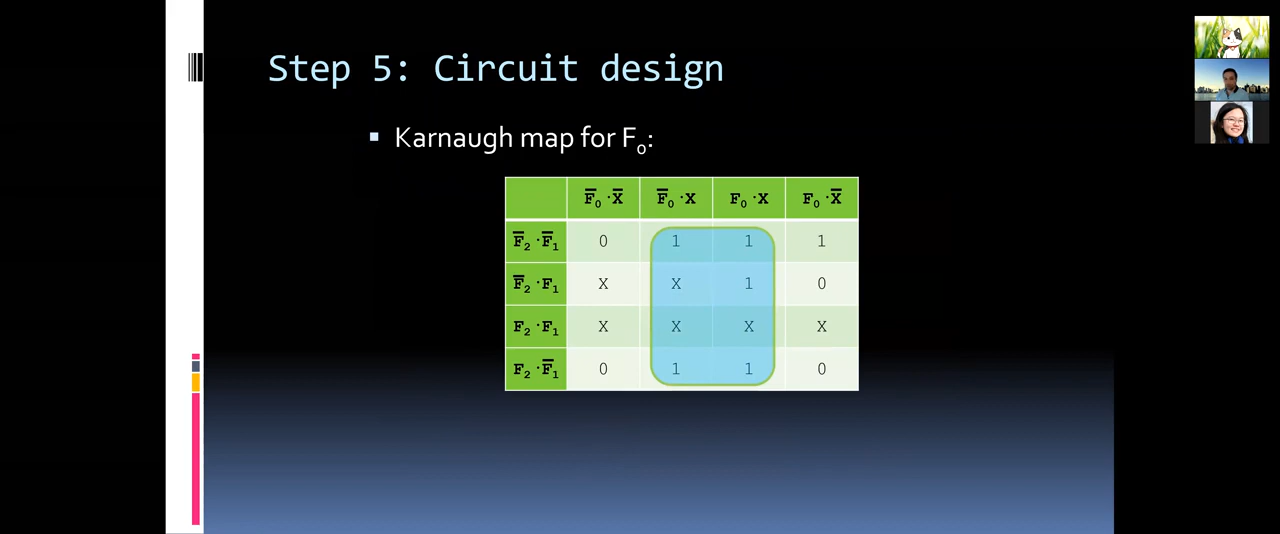 Step 5: Circuit design
▪ Karnaugh map for F₀:
F̅₀ ·X̅ F̅₀ ·X F₀ ·X F₀ ·X̅
F̅₂ ·F̅₁ 0 1 1 1
F̅₂ ·F₁ X X 1 0
F₂ ·F₁ X X X X
F₂ ·F̅₁ 0 1 1 0